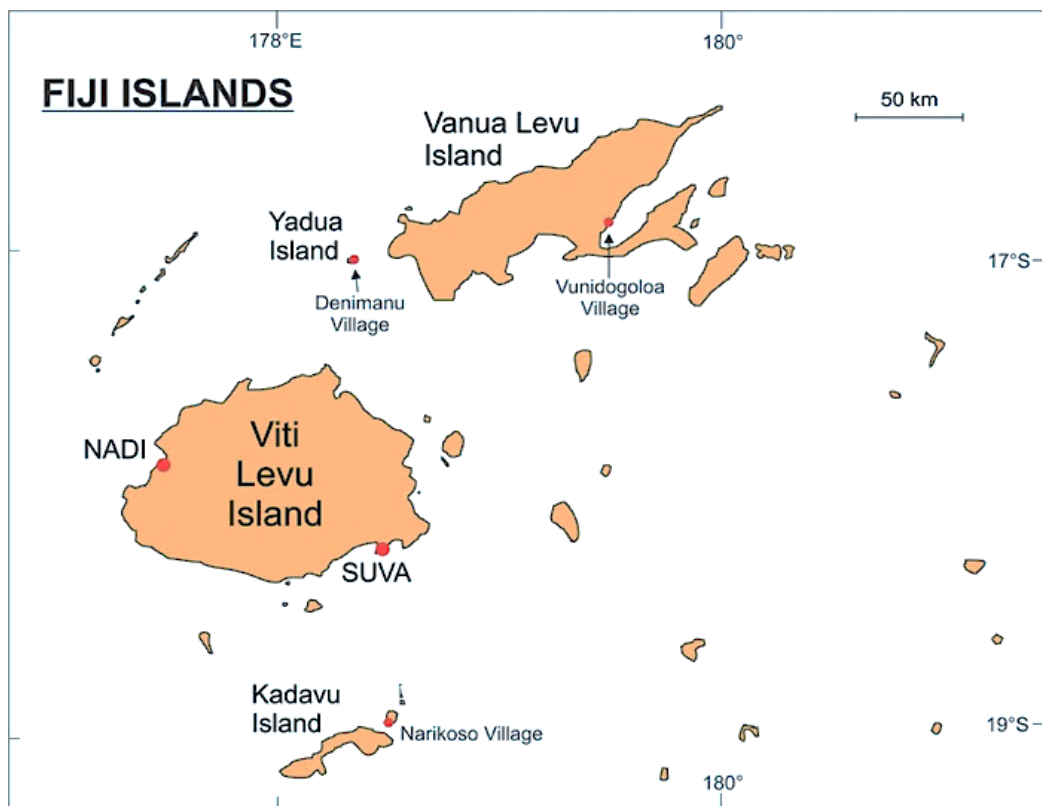 178°E
180°
FIJI ISLANDS
50 km
Vanua Levu
Island
Yadua
Island
17°S
Denimanu
Village
Vunidogoloa
Village
NADI
Viti
Levu
Island
SUVA
Kadavu
Island
Narikoso Village
19°S
180°